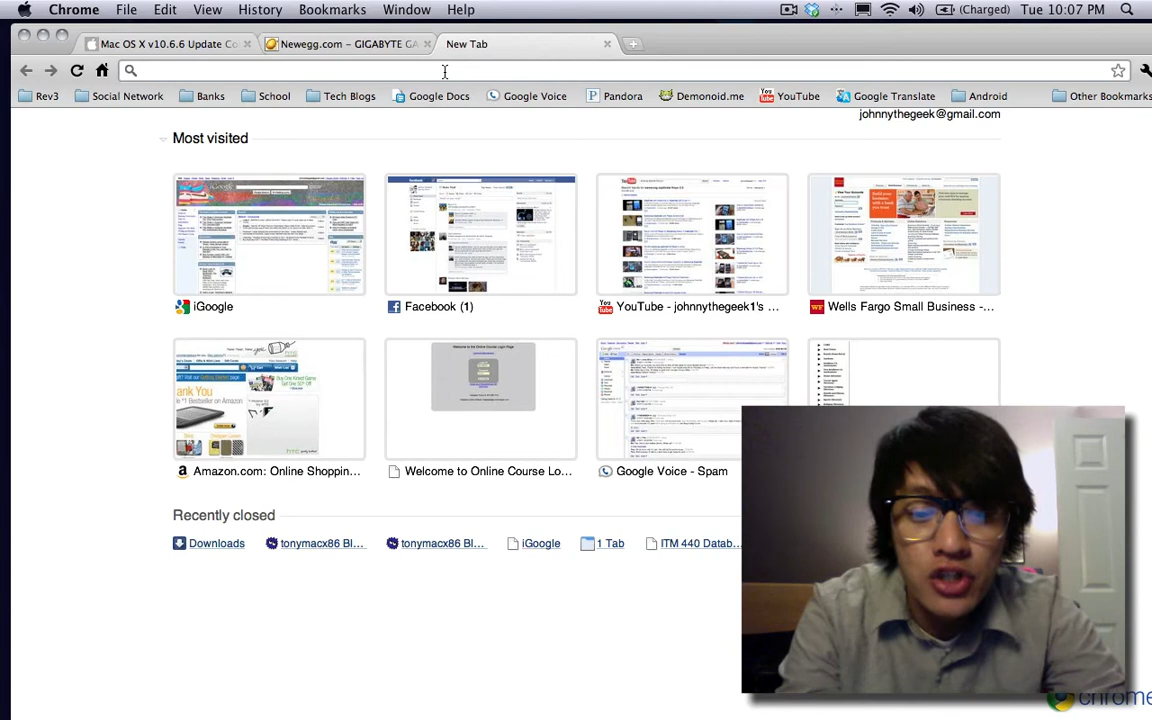 Chrome File Edit View History Bookmarks Window Help (Charged) Tue 10:07 PM
Mac OS X v10.6.6 Update Co Newegg.com – GIGABYTE GA New Tab
Rev3 Social Network Banks School Tech Blogs Google Docs Google Voice Pandora Demonoid.me YouTube Google Translate Android Other Bookmarks
johnnythegeek@gmail.com
Most visited
iGoogle Facebook (1) YouTube - johnnythegeek1's ... Wells Fargo Small Business -...
Amazon.com: Online Shoppin... Welcome to Online Course Lo... Google Voice - Spam
Recently closed
Downloads tonymacx86 Bl... tonymacx86 Bl... iGoogle 1 Tab ITM 440 Datab...
chrome